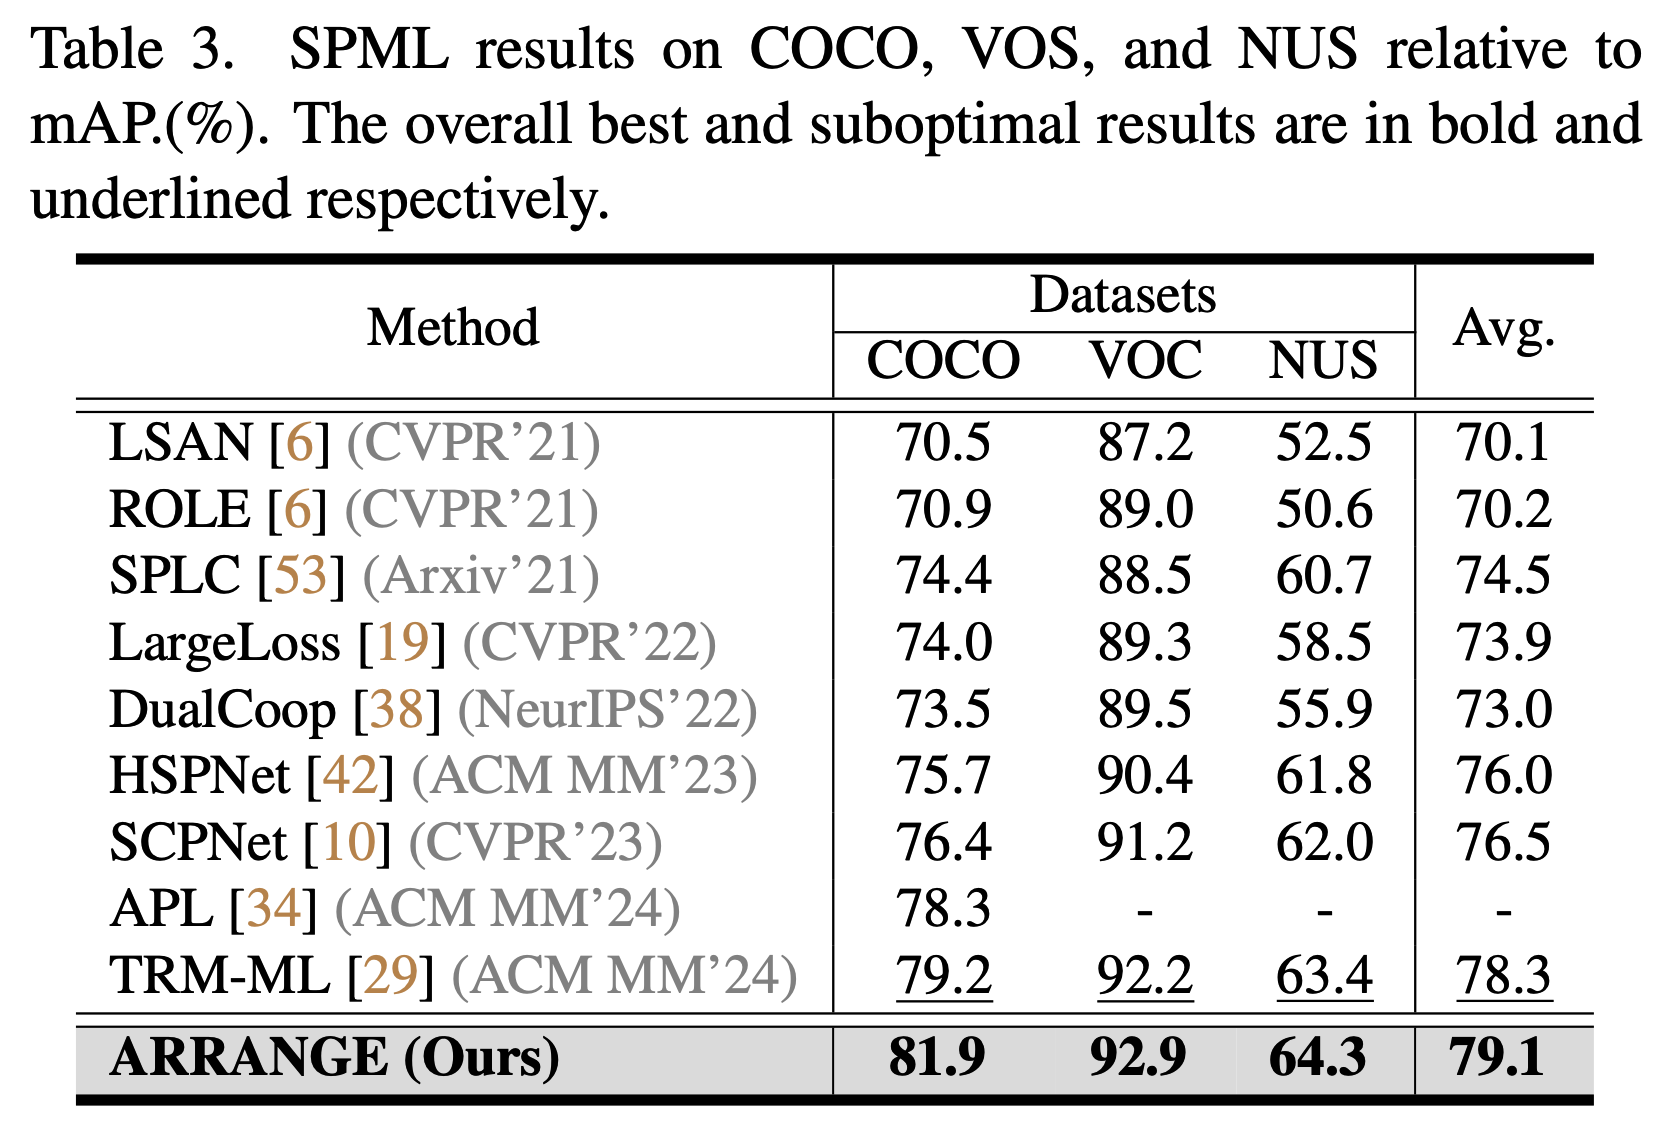 Table 3. SPML results on COCO, VOS, and NUS relative to
mAP.(%). The overall best and suboptimal results are in bold and
underlined respectively.
Method Datasets Avg.
COCO VOC NUS
LSAN [6] (CVPR’21) 70.5 87.2 52.5 70.1
ROLE [6] (CVPR’21) 70.9 89.0 50.6 70.2
SPLC [53] (Arxiv’21) 74.4 88.5 60.7 74.5
LargeLoss [19] (CVPR’22) 74.0 89.3 58.5 73.9
DualCoop [38] (NeurIPS’22) 73.5 89.5 55.9 73.0
HSPNet [42] (ACM MM’23) 75.7 90.4 61.8 76.0
SCPNet [10] (CVPR’23) 76.4 91.2 62.0 76.5
APL [34] (ACM MM’24) 78.3 - - -
TRM-ML [29] (ACM MM’24) 79.2 92.2 63.4 78.3
ARRANGE (Ours) 81.9 92.9 64.3 79.1